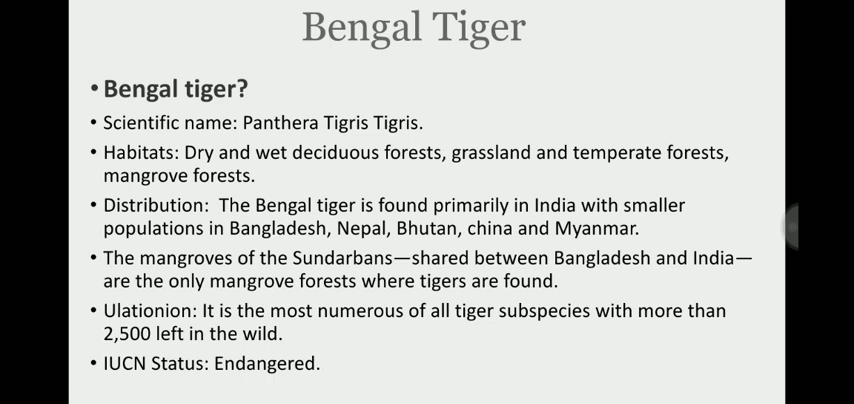 Bengal Tiger
• Bengal tiger?
• Scientific name: Panthera Tigris Tigris.
• Habitats: Dry and wet deciduous forests, grassland and temperate forests,
mangrove forests.
• Distribution:  The Bengal tiger is found primarily in India with smaller
populations in Bangladesh, Nepal, Bhutan, china and Myanmar.
• The mangroves of the Sundarbans—shared between Bangladesh and India—
are the only mangrove forests where tigers are found.
• Ulationion: It is the most numerous of all tiger subspecies with more than
2,500 left in the wild.
• IUCN Status: Endangered.